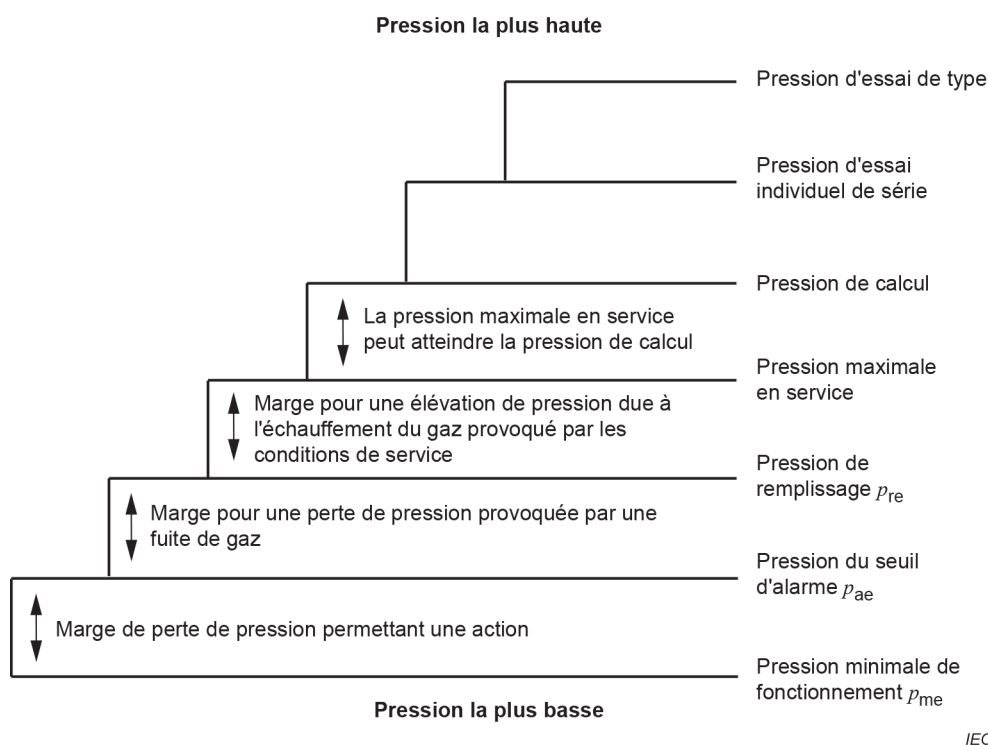 Pression la plus haute
Pression d'essai de type
Pression d'essai
individuel de série
Pression de calcul
La pression maximale en service
peut atteindre la pression de calcul
Pression maximale
en service
Marge pour une élévation de pression due à
l'échauffement du gaz provoqué par les
conditions de service
Pression de
remplissage pre
Marge pour une perte de pression provoquée par une
fuite de gaz
Pression du seuil
d'alarme pae
Marge de perte de pression permettant une action
Pression minimale de
fonctionnement pme
Pression la plus basse
IEC